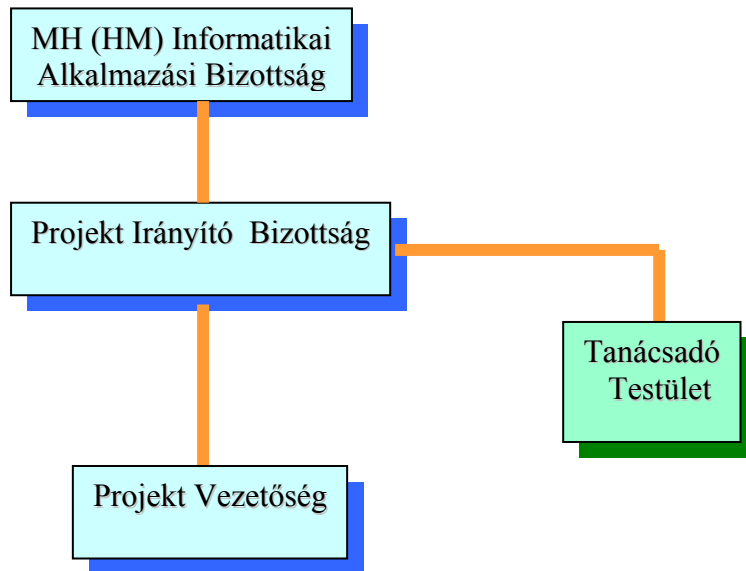 MH (HM) Informatikai
Alkalmazási Bizottság
Projekt Irányító Bizottság
Tanácsadó
Testület
Projekt Vezetőség